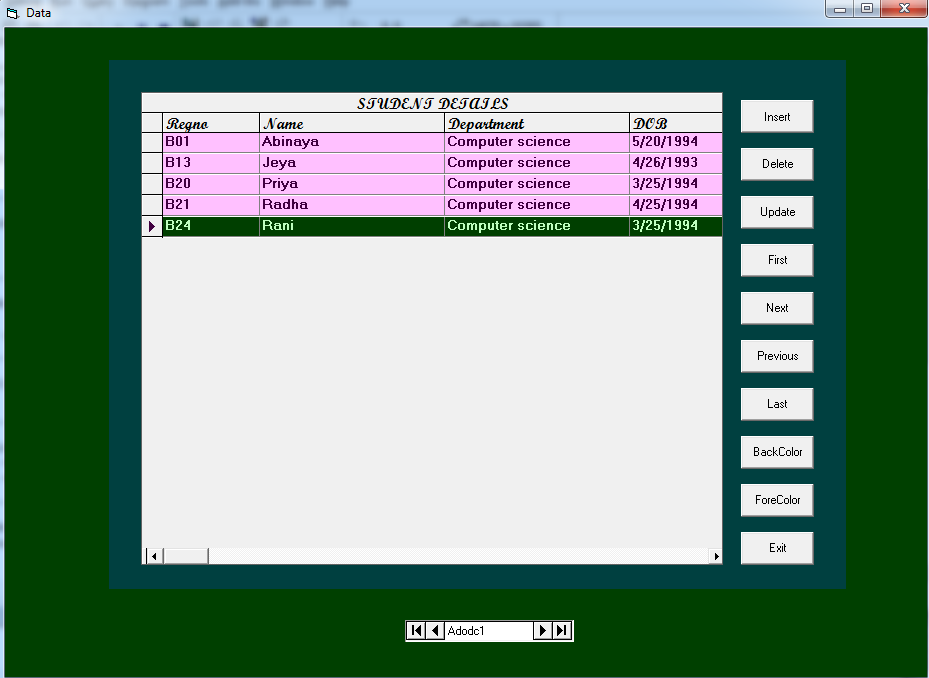 Data
STUDENT DETAILS
Regno Name Department DOB
B01 Abinaya Computer science 5/20/1994
B13 Jeya Computer science 4/26/1993
B20 Priya Computer science 3/25/1994
B21 Radha Computer science 4/25/1994
B24 Rani Computer science 3/25/1994
Insert
Delete
Update
First
Next
Previous
Last
BackColor
ForeColor
Exit
Adodc1